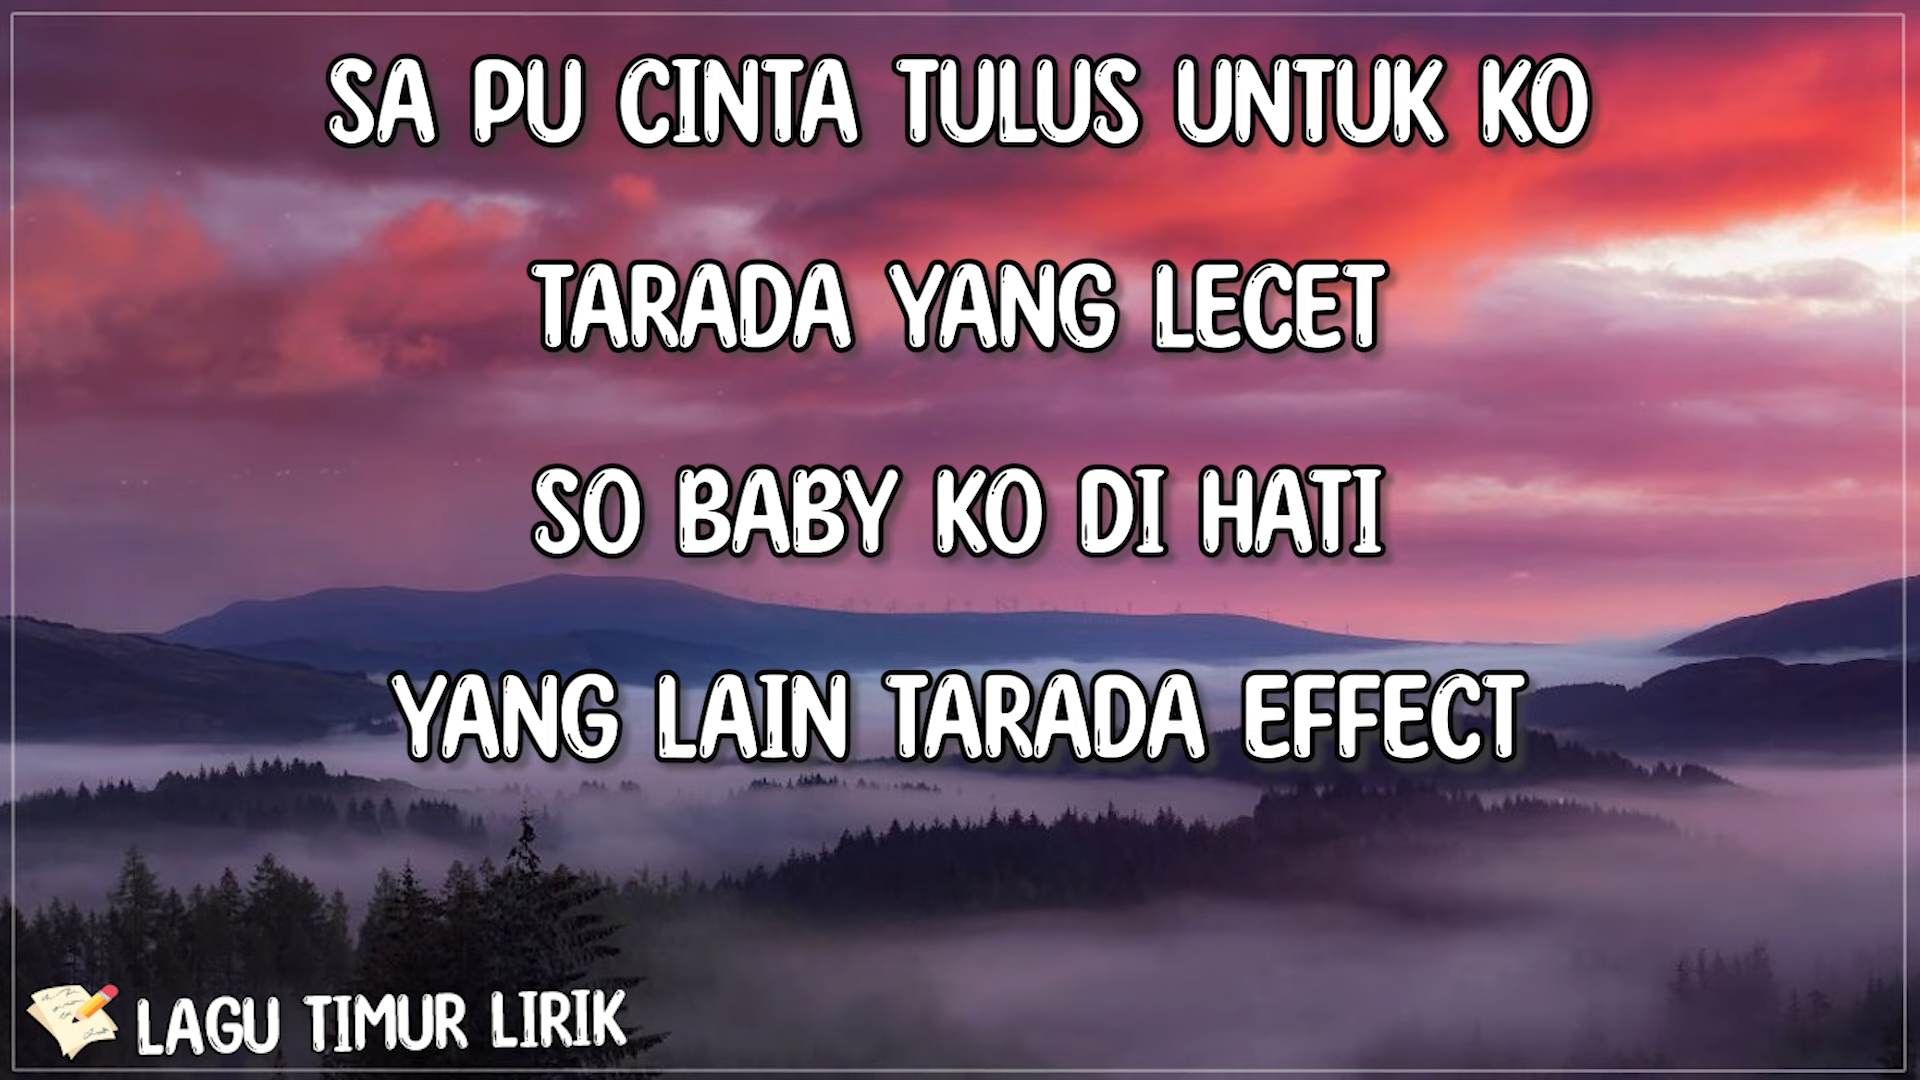 SA PU CINTA TULUS UNTUK KO
TARADA YANG LECET
SO BABY KO DI HATI
YANG LAIN TARADA EFFECT
LAGU TIMUR LIRIK